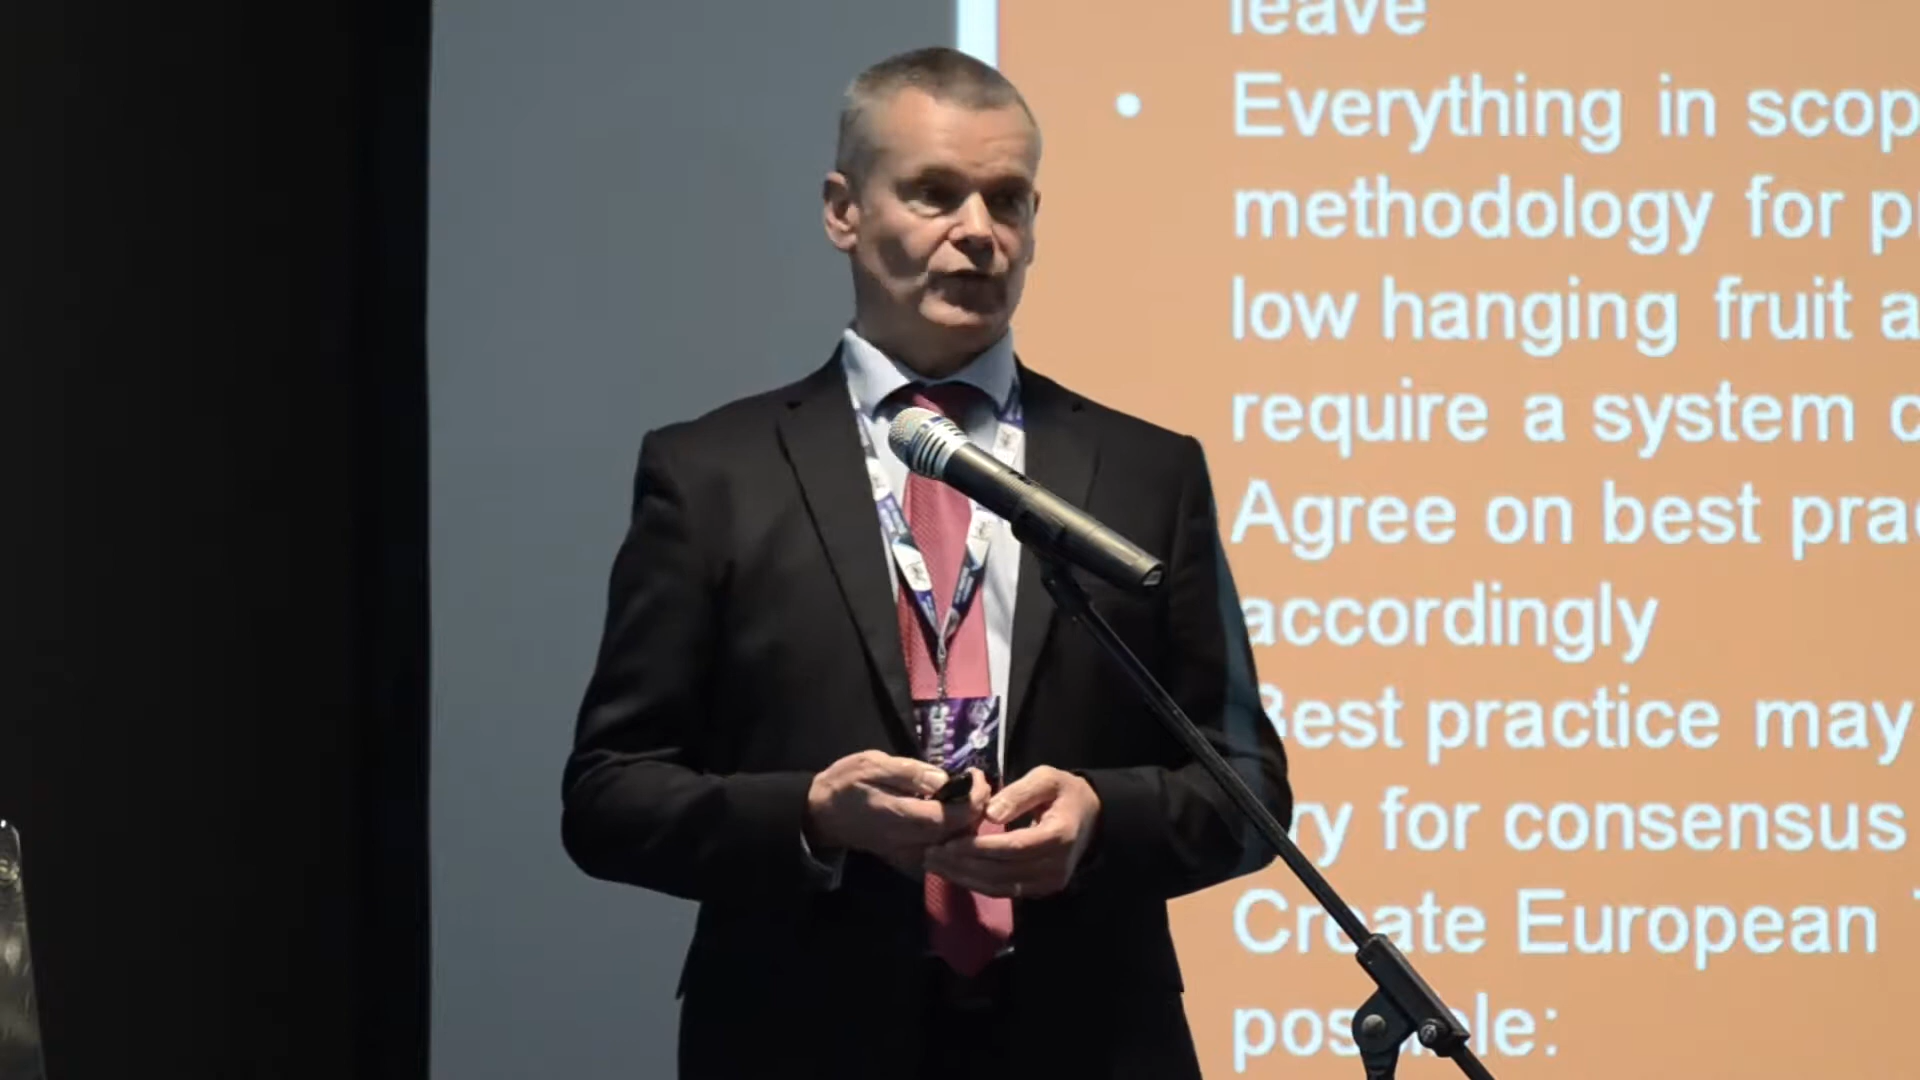 leave
• Everything in scop
methodology for p
low hanging fruit a
require a system c
Agree on best prac
accordingly
Best practice may
ry for consensus
Create European
possible: